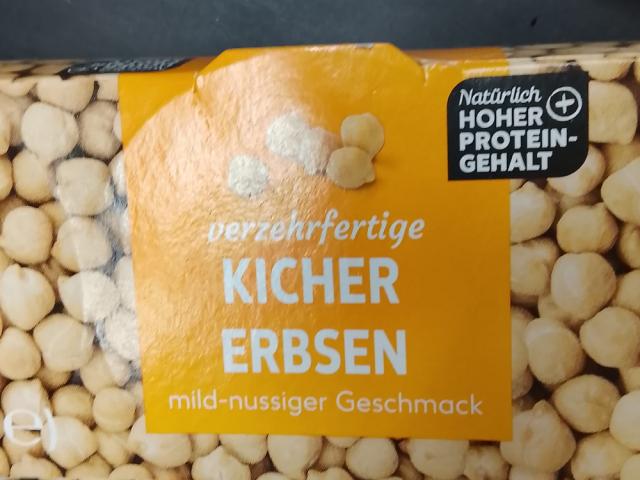 Natürlich
HOHER
PROTEIN-
GEHALT
verzehrfertige
KICHER
ERBSEN
mild-nussiger Geschmack
e)